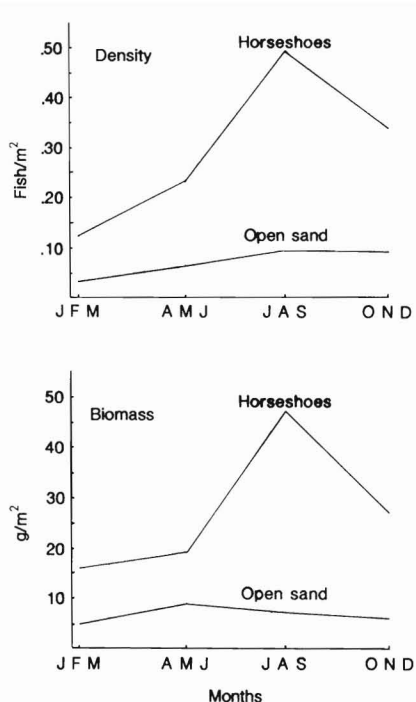 Density
Horseshoes
.50
.40
.30
.20
.10
Fish/m²
Open sand
J F M A M J J A S O N D
Biomass
Horseshoes
50
40
30
20
10
g/m²
Open sand
J F M A M J J A S O N D
Months